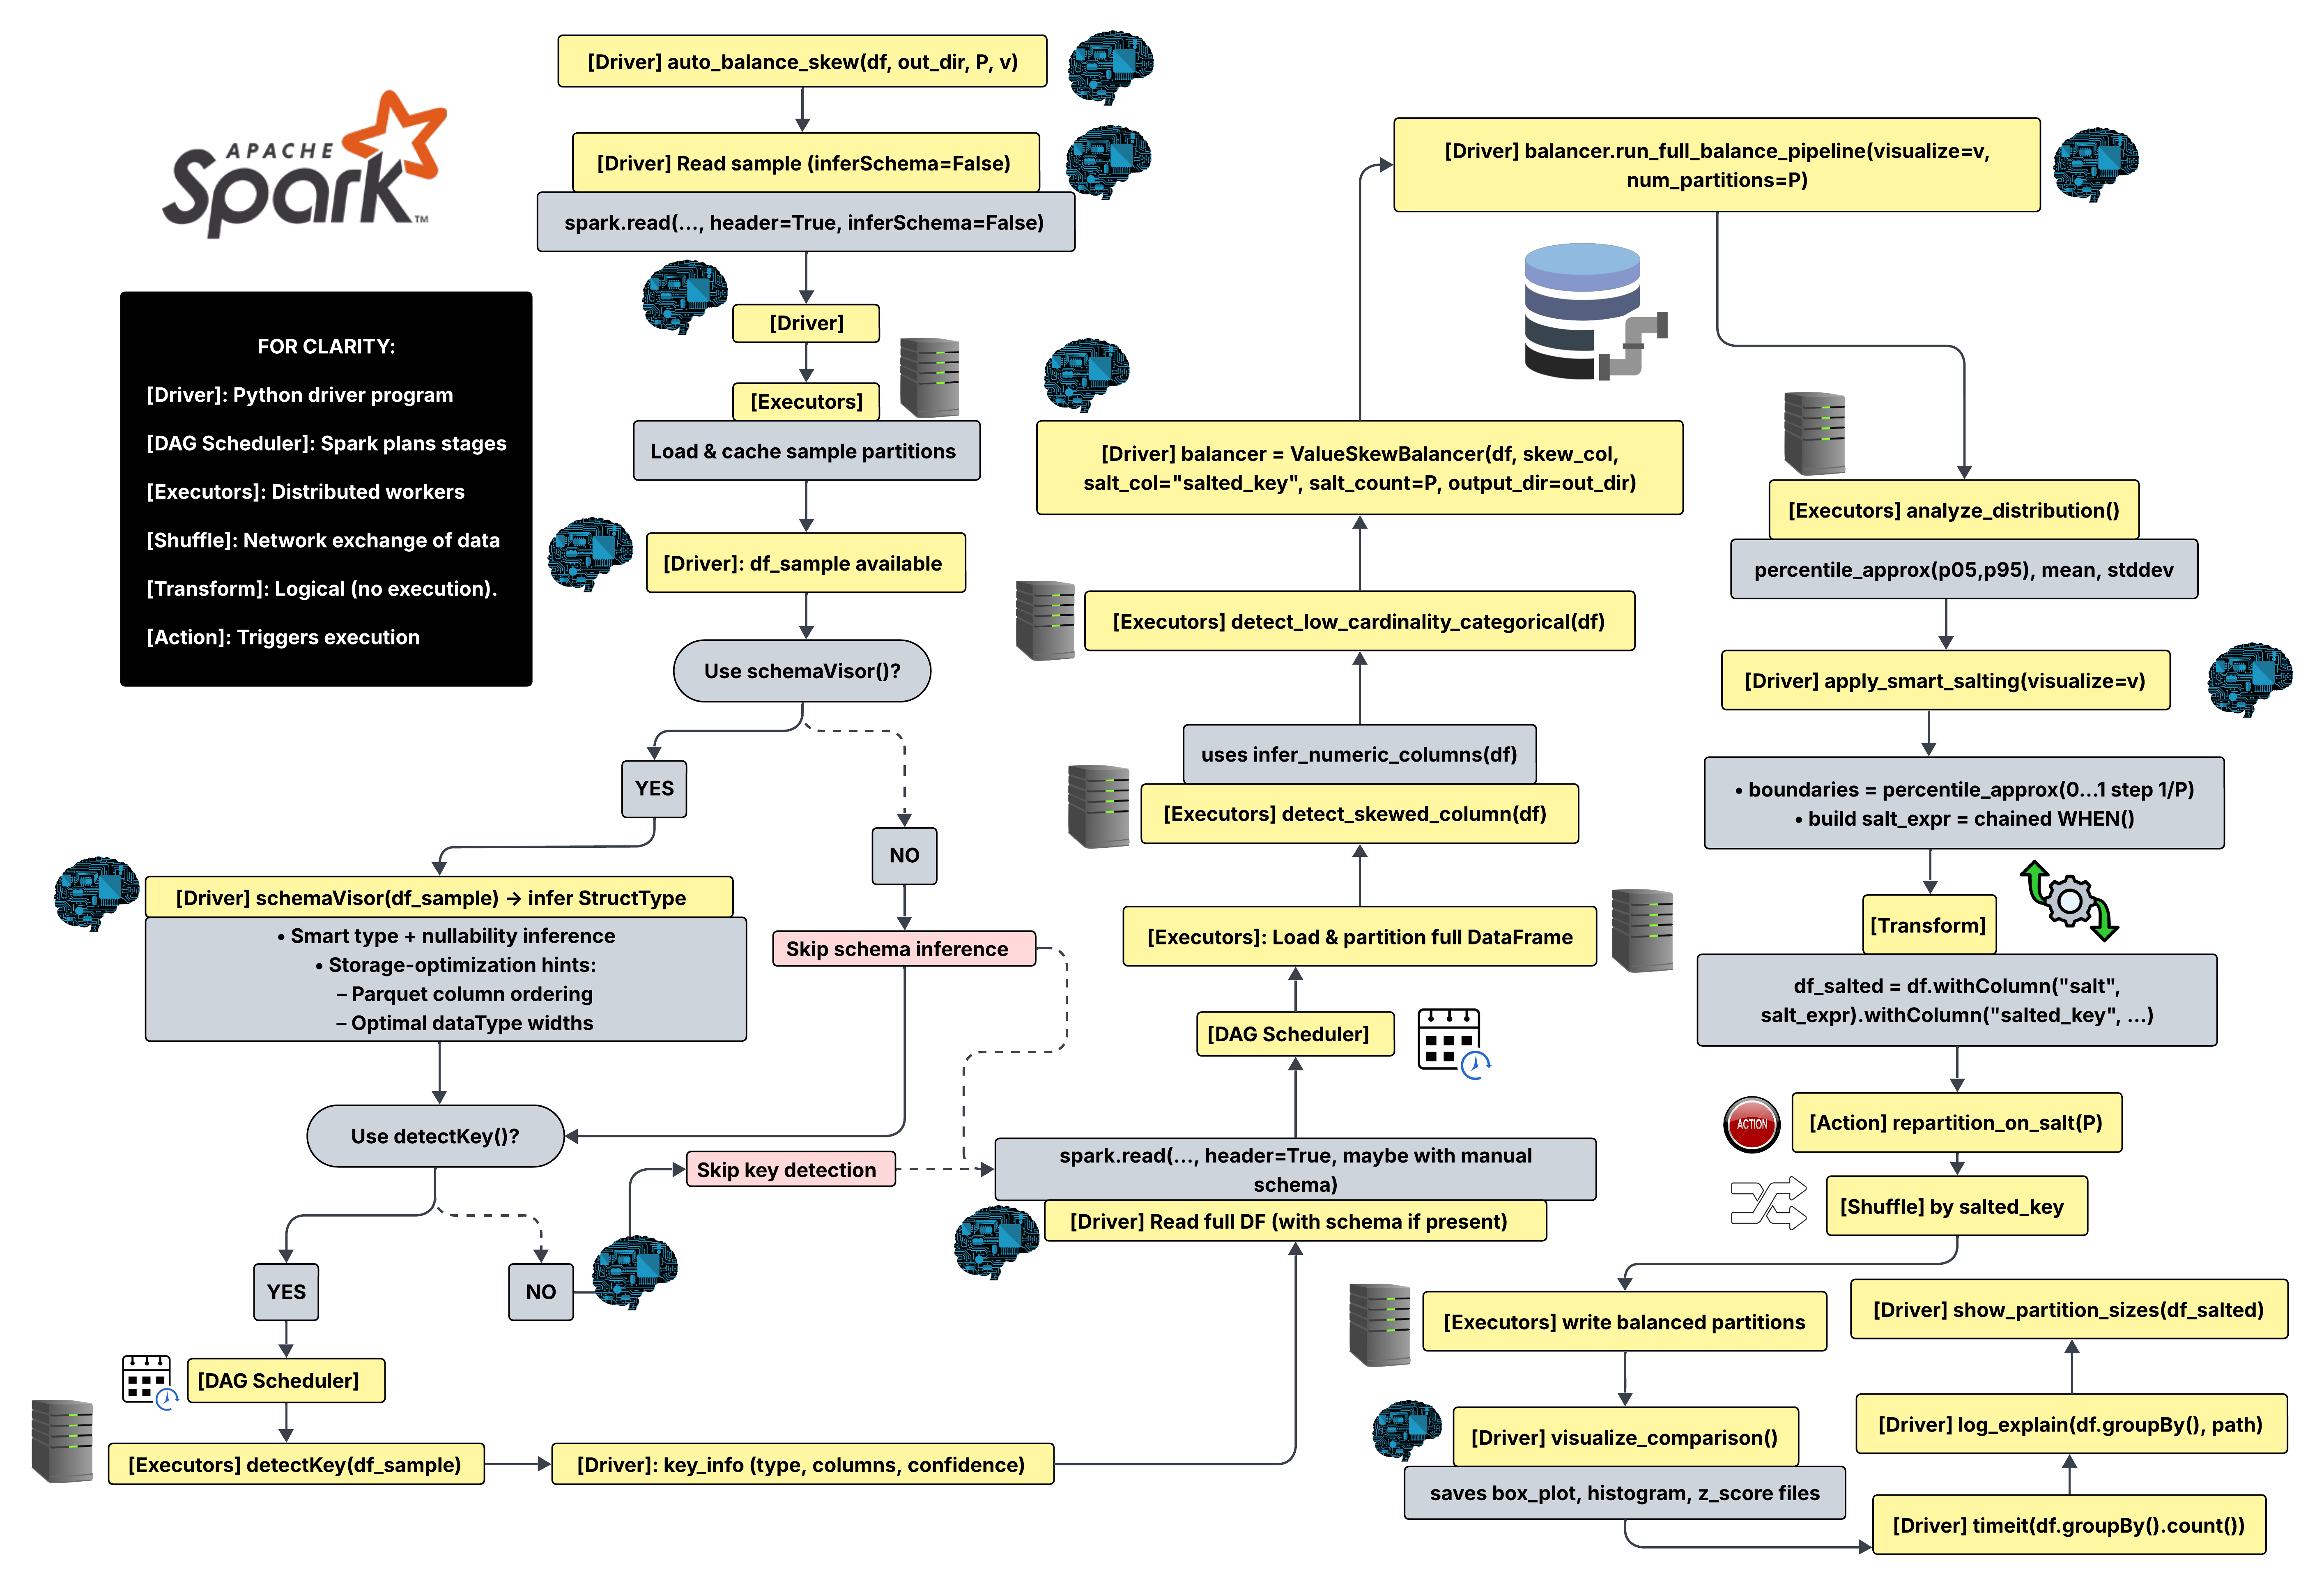 APACHE
Spark™
FOR CLARITY:
[Driver]: Python driver program
[DAG Scheduler]: Spark plans stages
[Executors]: Distributed workers
[Shuffle]: Network exchange of data
[Transform]: Logical (no execution).
[Action]: Triggers execution
[Driver] auto_balance_skew(df, out_dir, P, v)
[Driver] Read sample (inferSchema=False)
spark.read(..., header=True, inferSchema=False)
[Driver]
[Executors]
Load & cache sample partitions
[Driver]: df_sample available
Use schemaVisor()?
YES
NO
[Driver] schemaVisor(df_sample) → infer StructType
• Smart type + nullability inference
• Storage-optimization hints:
– Parquet column ordering
– Optimal dataType widths
Skip schema inference
Use detectKey()?
Skip key detection
YES
NO
[DAG Scheduler]
[Executors] detectKey(df_sample)
[Driver]: key_info (type, columns, confidence)
spark.read(..., header=True, maybe with manual
schema)
[Driver] Read full DF (with schema if present)
[DAG Scheduler]
[Executors]: Load & partition full DataFrame
uses infer_numeric_columns(df)
[Executors] detect_skewed_column(df)
[Executors] detect_low_cardinality_categorical(df)
[Driver] balancer = ValueSkewBalancer(df, skew_col,
salt_col="salted_key", salt_count=P, output_dir=out_dir)
[Driver] balancer.run_full_balance_pipeline(visualize=v,
num_partitions=P)
[Executors] analyze_distribution()
percentile_approx(p05,p95), mean, stddev
[Driver] apply_smart_salting(visualize=v)
• boundaries = percentile_approx(0...1 step 1/P)
• build salt_expr = chained WHEN()
[Transform]
df_salted = df.withColumn("salt",
salt_expr).withColumn("salted_key", ...)
ACTION
[Action] repartition_on_salt(P)
[Shuffle] by salted_key
[Executors] write balanced partitions
[Driver] visualize_comparison()
saves box_plot, histogram, z_score files
[Driver] timeit(df.groupBy().count())
[Driver] log_explain(df.groupBy(), path)
[Driver] show_partition_sizes(df_salted)